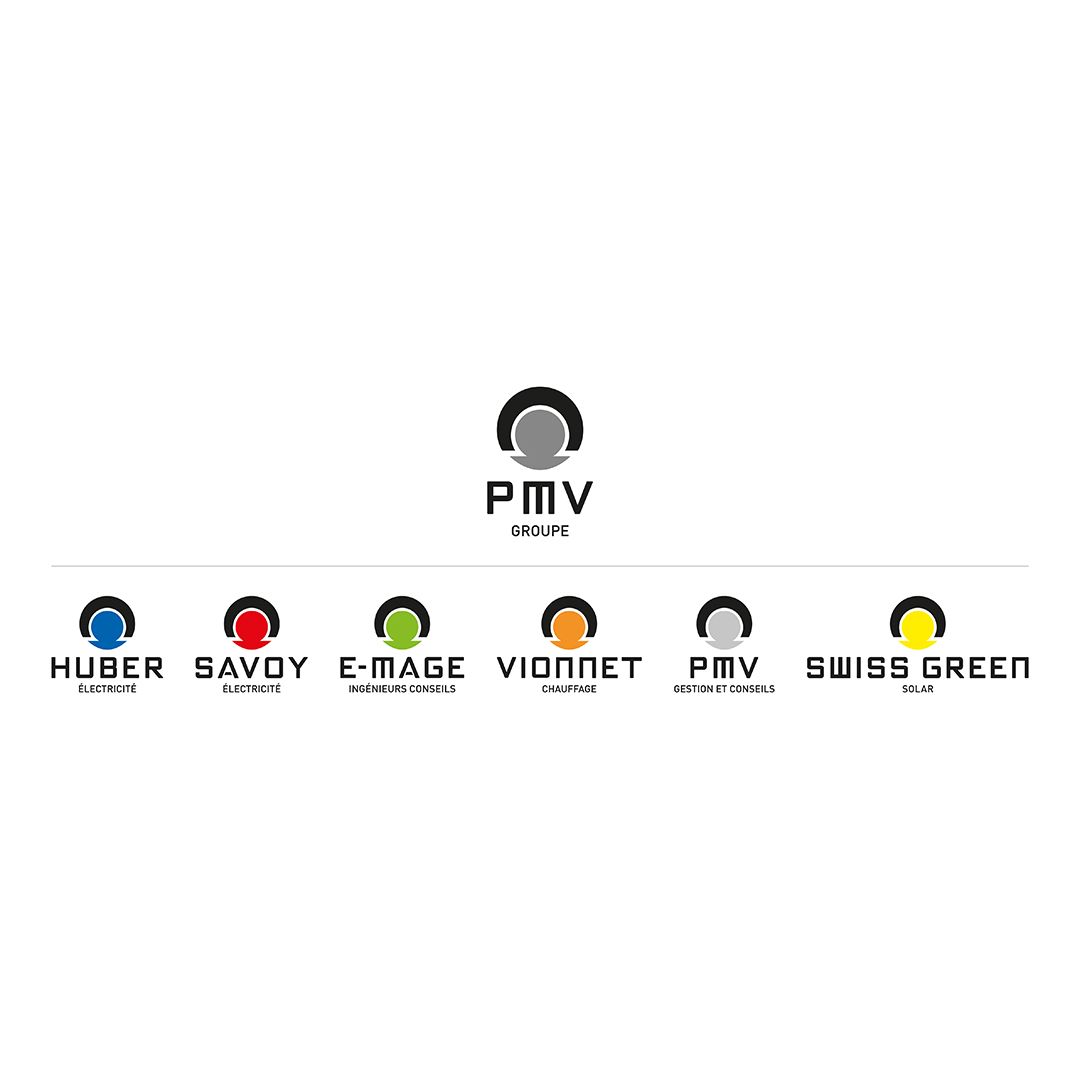 PMV
GROUPE
HUBER
ÉLECTRICITÉ
SAVOY
ÉLECTRICITÉ
E-MAGE
INGÉNIEURS CONSEILS
VIONNET
CHAUFFAGE
PMV
GESTION ET CONSEILS
SWISS GREEN
SOLAR